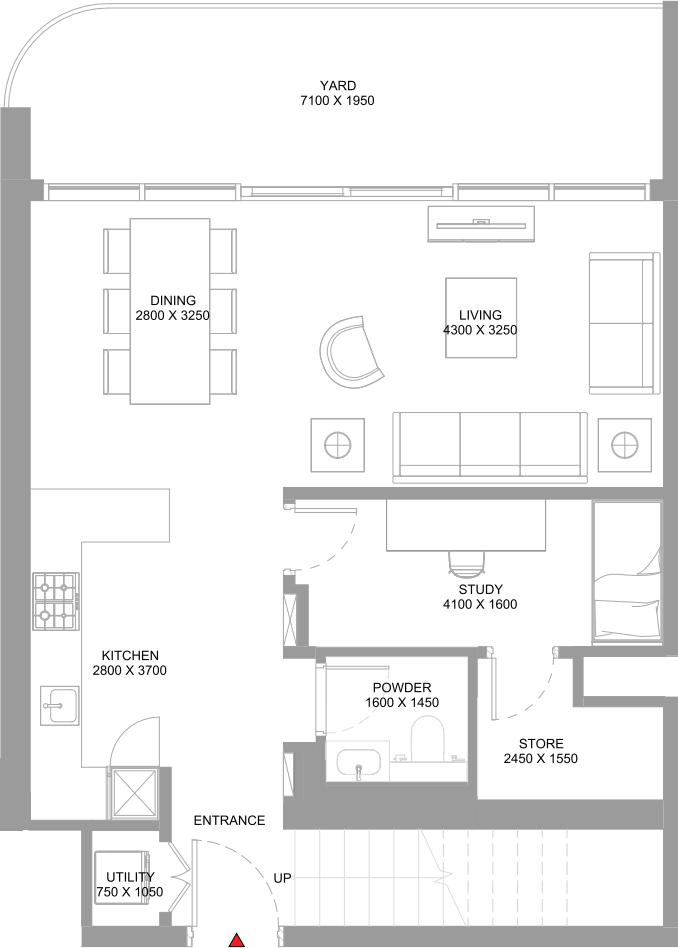 YARD
7100 X 1950
DINING
2800 X 3250
LIVING
4300 X 3250
STUDY
4100 X 1600
KITCHEN
2800 X 3700
POWDER
1600 X 1450
STORE
2450 X 1550
ENTRANCE
UTILITY
750 X 1050
UP